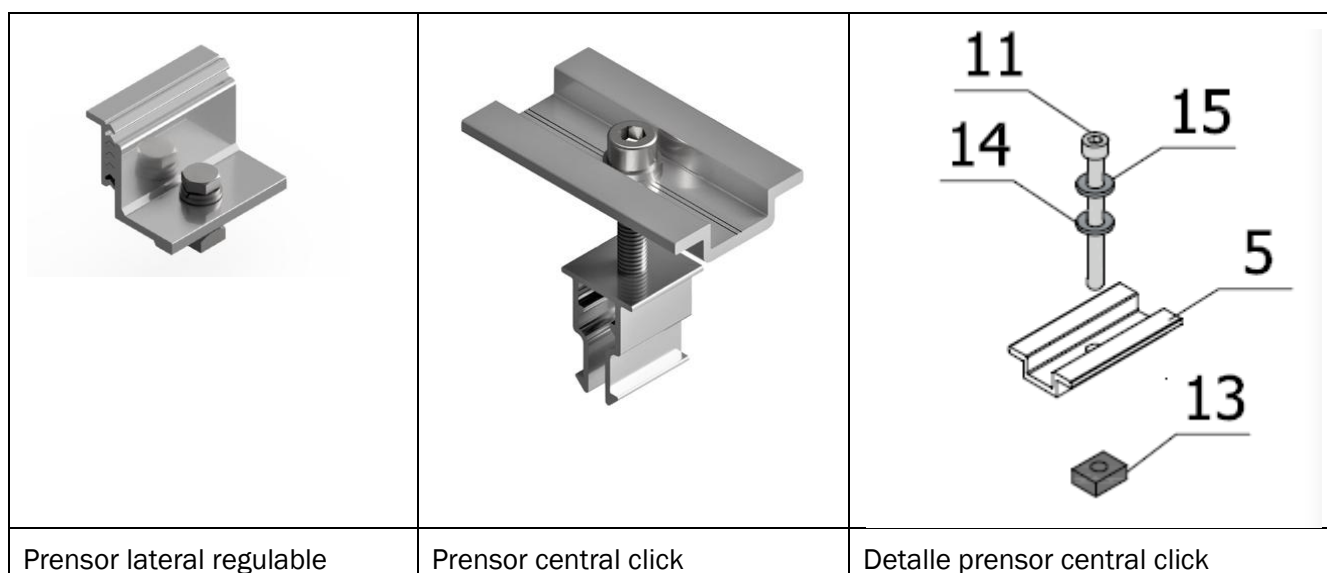 11
15
14
5
13
Prensor lateral regulable
Prensor central click
Detalle prensor central click